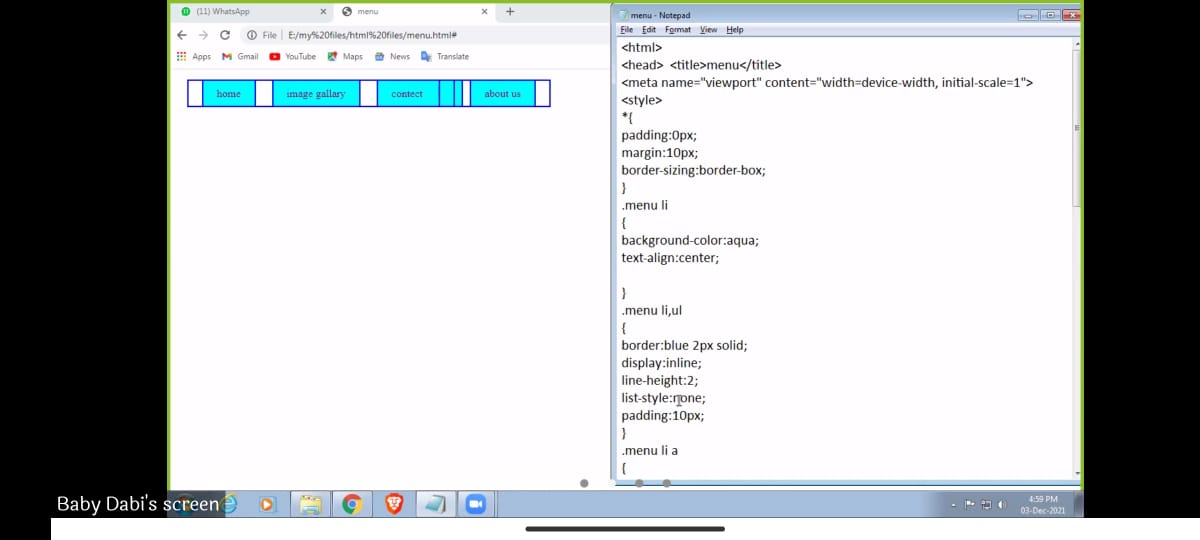 (11) WhatsApp
menu
File | E:/my%20files/html%20files/menu.html#
Apps Gmail YouTube Maps News Translate
home image gallary contect about us
menu - Notepad
File Edit Format View Help
<html>
<head> <title>menu</title>
<meta name="viewport" content="width=device-width, initial-scale=1">
<style>
*{
padding:0px;
margin:10px;
border-sizing:border-box;
}
.menu li
{
background-color:aqua;
text-align:center;
}
.menu li,ul
{
border:blue 2px solid;
display:inline;
line-height:2;
list-style:none;
padding:10px;
}
.menu li a
{
Baby Dabi's screen
4:59 PM
03-Dec-2021